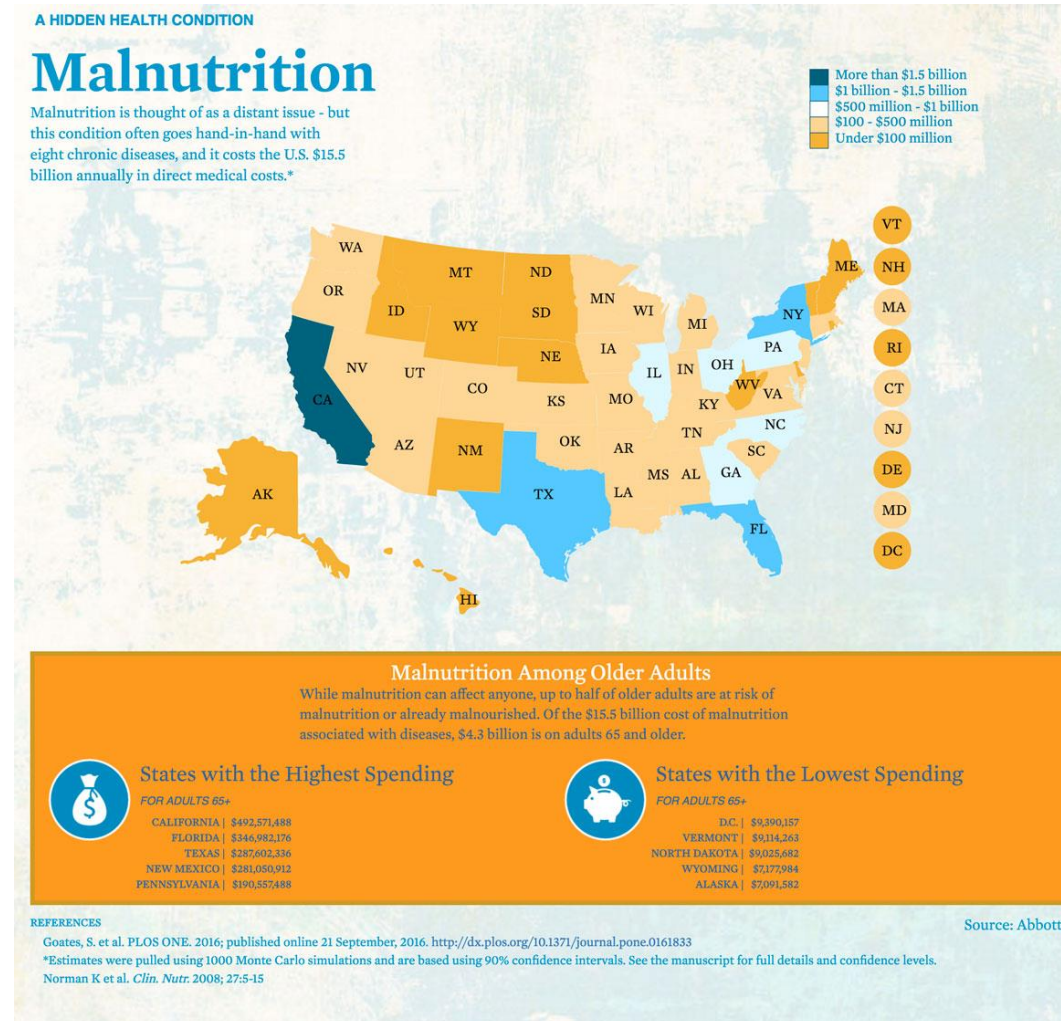 A HIDDEN HEALTH CONDITION
Malnutrition
Malnutrition is thought of as a distant issue - but
this condition often goes hand-in-hand with
eight chronic diseases, and it costs the U.S. $15.5
billion annually in direct medical costs.*
More than $1.5 billion
$1 billion - $1.5 billion
$500 million - $1 billion
$100 - $500 million
Under $100 million
WA
OR
CA
NV
ID
MT
WY
UT
AZ
CO
NM
ND
SD
NE
KS
OK
TX
MN
IA
MO
AR
LA
WI
IL
MI
IN
OH
KY
TN
MS
AL
GA
FL
SC
NC
VA
WV
PA
NY
ME
AK
HI
VT
NH
MA
RI
CT
NJ
DE
MD
DC
Malnutrition Among Older Adults
While malnutrition can affect anyone, up to half of older adults are at risk of
malnutrition or already malnourished. Of the $15.5 billion cost of malnutrition
associated with diseases, $4.3 billion is on adults 65 and older.
$
States with the Highest Spending
FOR ADULTS 65+
CALIFORNIA | $492,571,488
FLORIDA | $346,982,176
TEXAS | $287,602,336
NEW MEXICO | $281,050,912
PENNSYLVANIA | $190,557,488
$
States with the Lowest Spending
FOR ADULTS 65+
D.C. | $9,390,157
VERMONT | $9,114,263
NORTH DAKOTA | $9,025,682
WYOMING | $7,177,984
ALASKA | $7,091,582
REFERENCES
Source: Abbott
Goates, S. et al. PLOS ONE. 2016; published online 21 September, 2016. http://dx.plos.org/10.1371/journal.pone.0161833
*Estimates were pulled using 1000 Monte Carlo simulations and are based using 90% confidence intervals. See the manuscript for full details and confidence levels.
Norman K et al. Clin. Nutr. 2008; 27:5-15